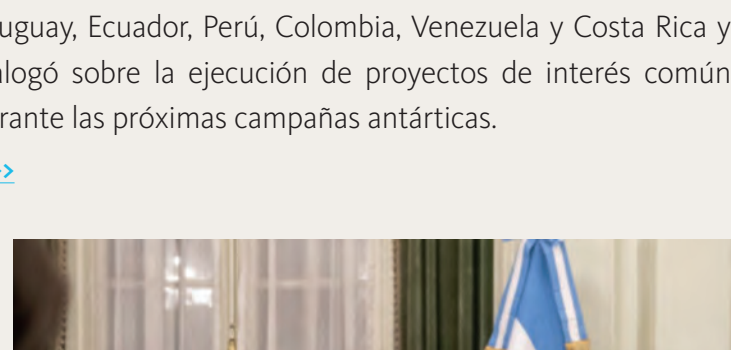 uguay, Ecuador, Perú, Colombia, Venezuela y Costa Rica y
alogó sobre la ejecución de proyectos de interés común
rante las próximas campañas antárticas.
>>